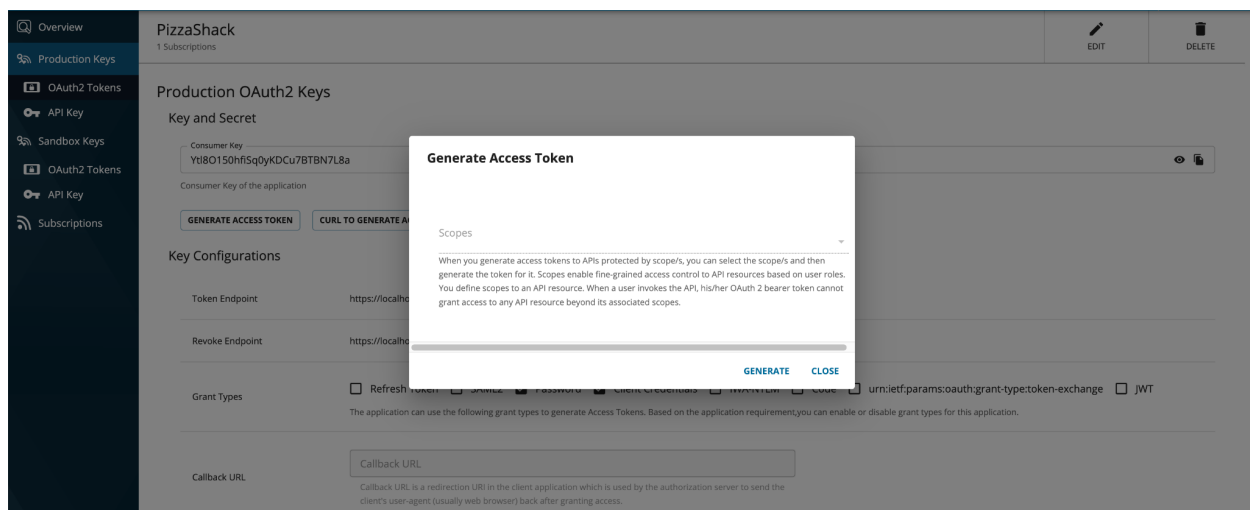 Overview
PizzaShack
1 Subscriptions
EDIT
DELETE
Production Keys
OAuth2 Tokens
API Key
Sandbox Keys
OAuth2 Tokens
API Key
Subscriptions
Production OAuth2 Keys
Key and Secret
Consumer Key
Ytl8O150hfiSq0yKDCu7BTBN7L8a
Consumer Key of the application
GENERATE ACCESS TOKEN
CURL TO GENERATE
Key Configurations
Token Endpoint
Revoke Endpoint
Grant Types
Refresh Token
SAML2
Password
Client Credentials
IWA-NTLM
Code
urn:ietf:params:oauth:grant-type:token-exchange
JWT
The application can use the following grant types to generate Access Tokens. Based on the application requirement,you can enable or disable grant types for this application.
Callback URL
Callback URL
Callback URL is a redirection URI in the client application which is used by the authorization server to send the
client's user-agent (usually web browser) back after granting access.
Generate Access Token
Scopes
When you generate access tokens to APIs protected by scope/s, you can select the scope/s and then
generate the token for it. Scopes enable fine-grained access control to API resources based on user roles.
You define scopes to an API resource. When a user invokes the API, his/her OAuth 2 bearer token cannot
grant access to any API resource beyond its associated scopes.
GENERATE
CLOSE